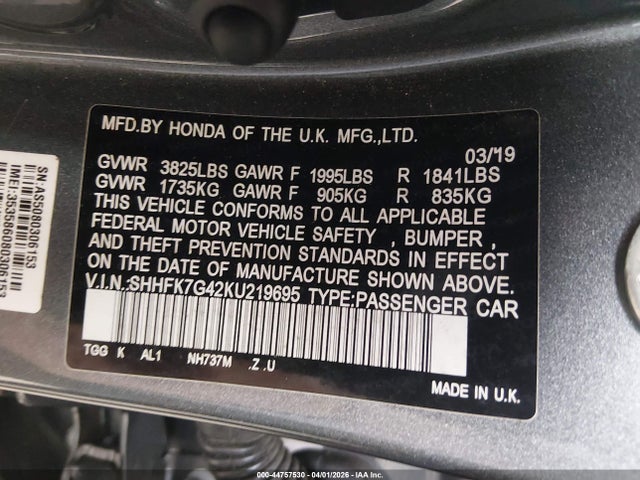 MFD.BY HONDA OF THE U.K. MFG.,LTD.
03/'19
GVWR 3825LBS GAWR F 1995LBS R 1841LBS
GVWR 1735KG GAWR F 905KG R 835KG
THIS VEHICLE CONFORMS TO ALL APPLICABLE
FEDERAL MOTOR VEHICLE SAFETY , BUMPER ,
AND THEFT PREVENTION STANDARDS IN EFFECT
ON THE DATE OF MANUFACTURE SHOWN ABOVE.
V.I.N.:SHHFK7G42KU219695 TYPE:PASSENGER CAR
TGG K AL1 NH737M .Z .U
MADE IN U.K.
000-44757530 - 04/01/2026 - IAA Inc.